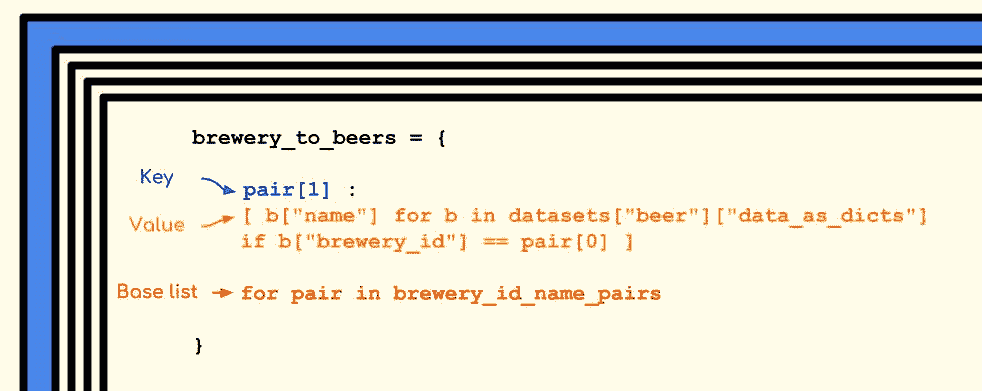 brewery_to_beers = {
Key
pair[1] :
Value
[ b["name"] for b in datasets["beer"]["data_as_dicts"]
if b["brewery_id"] == pair[0] ]
Base list
for pair in brewery_id_name_pairs
}